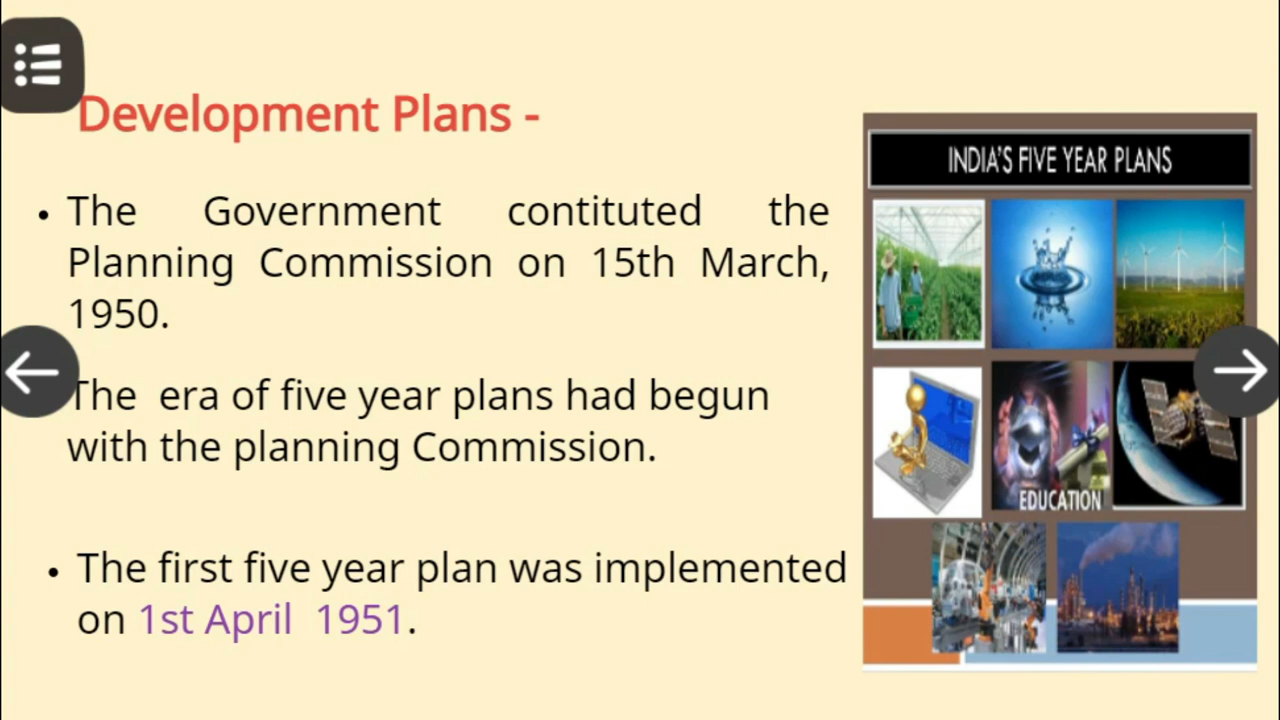 Development Plans -
• The Government contituted the
Planning Commission on 15th March,
1950.
The era of five year plans had begun
with the planning Commission.
• The first five year plan was implemented
on 1st April 1951.
INDIA'S FIVE YEAR PLANS
EDUCATION